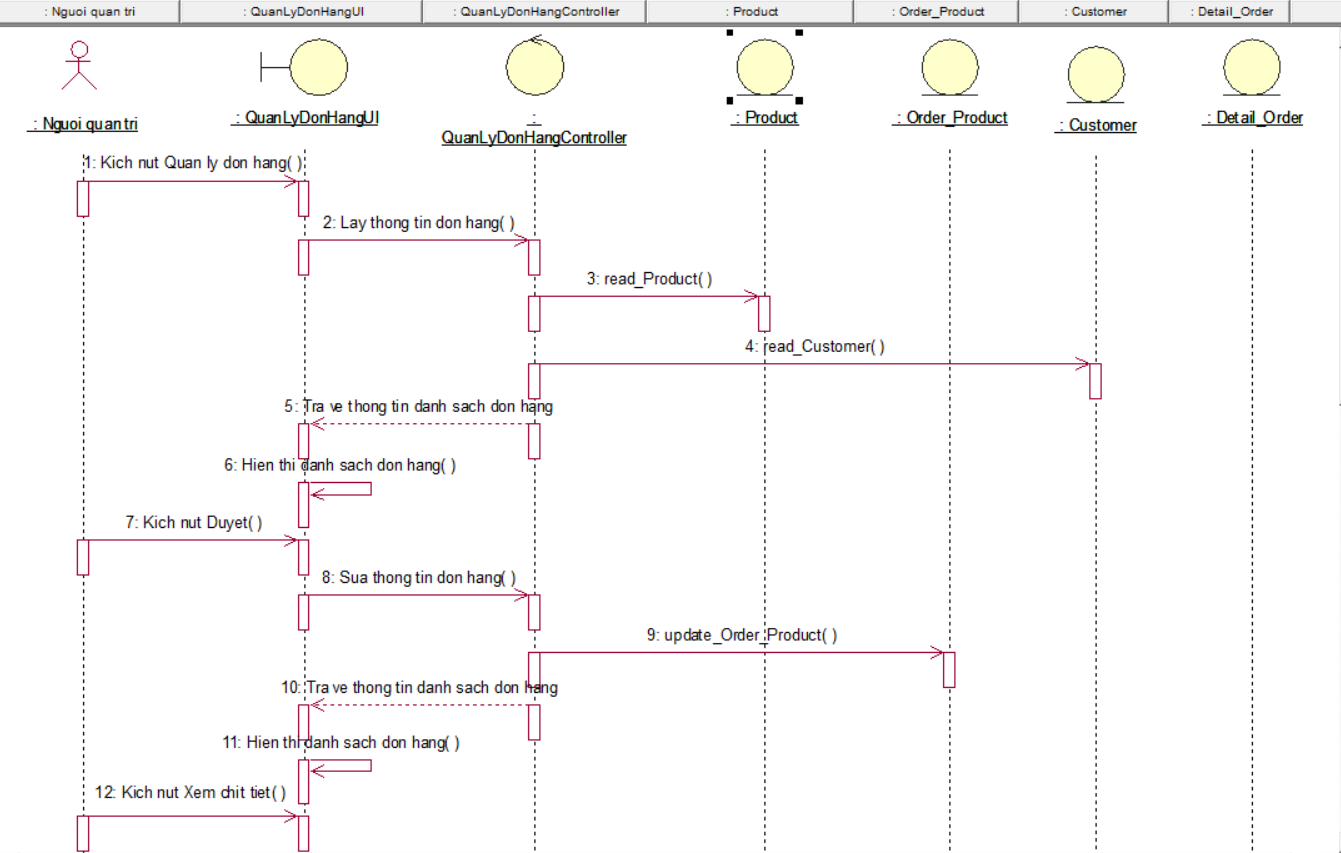 : Nguoi quan tri
: QuanLyDonHangUI
: QuanLyDonHangController
: Product
: Order_Product
: Customer
: Detail_Order
: Nguoi quan tri
: QuanLyDonHangUI
:
QuanLyDonHangController
: Product
: Order_Product
: Customer
: Detail_Order
1: Kich nut Quan ly don hang( )
2: Lay thong tin don hang( )
3: read_Product( )
4: read_Customer( )
5: Tra ve thong tin danh sach don hang
6: Hien thi danh sach don hang( )
7: Kich nut Duyet( )
8: Sua thong tin don hang( )
9: update_Order_Product( )
10: Tra ve thong tin danh sach don hang
11: Hien thi danh sach don hang( )
12: Kich nut Xem chit tiet( )